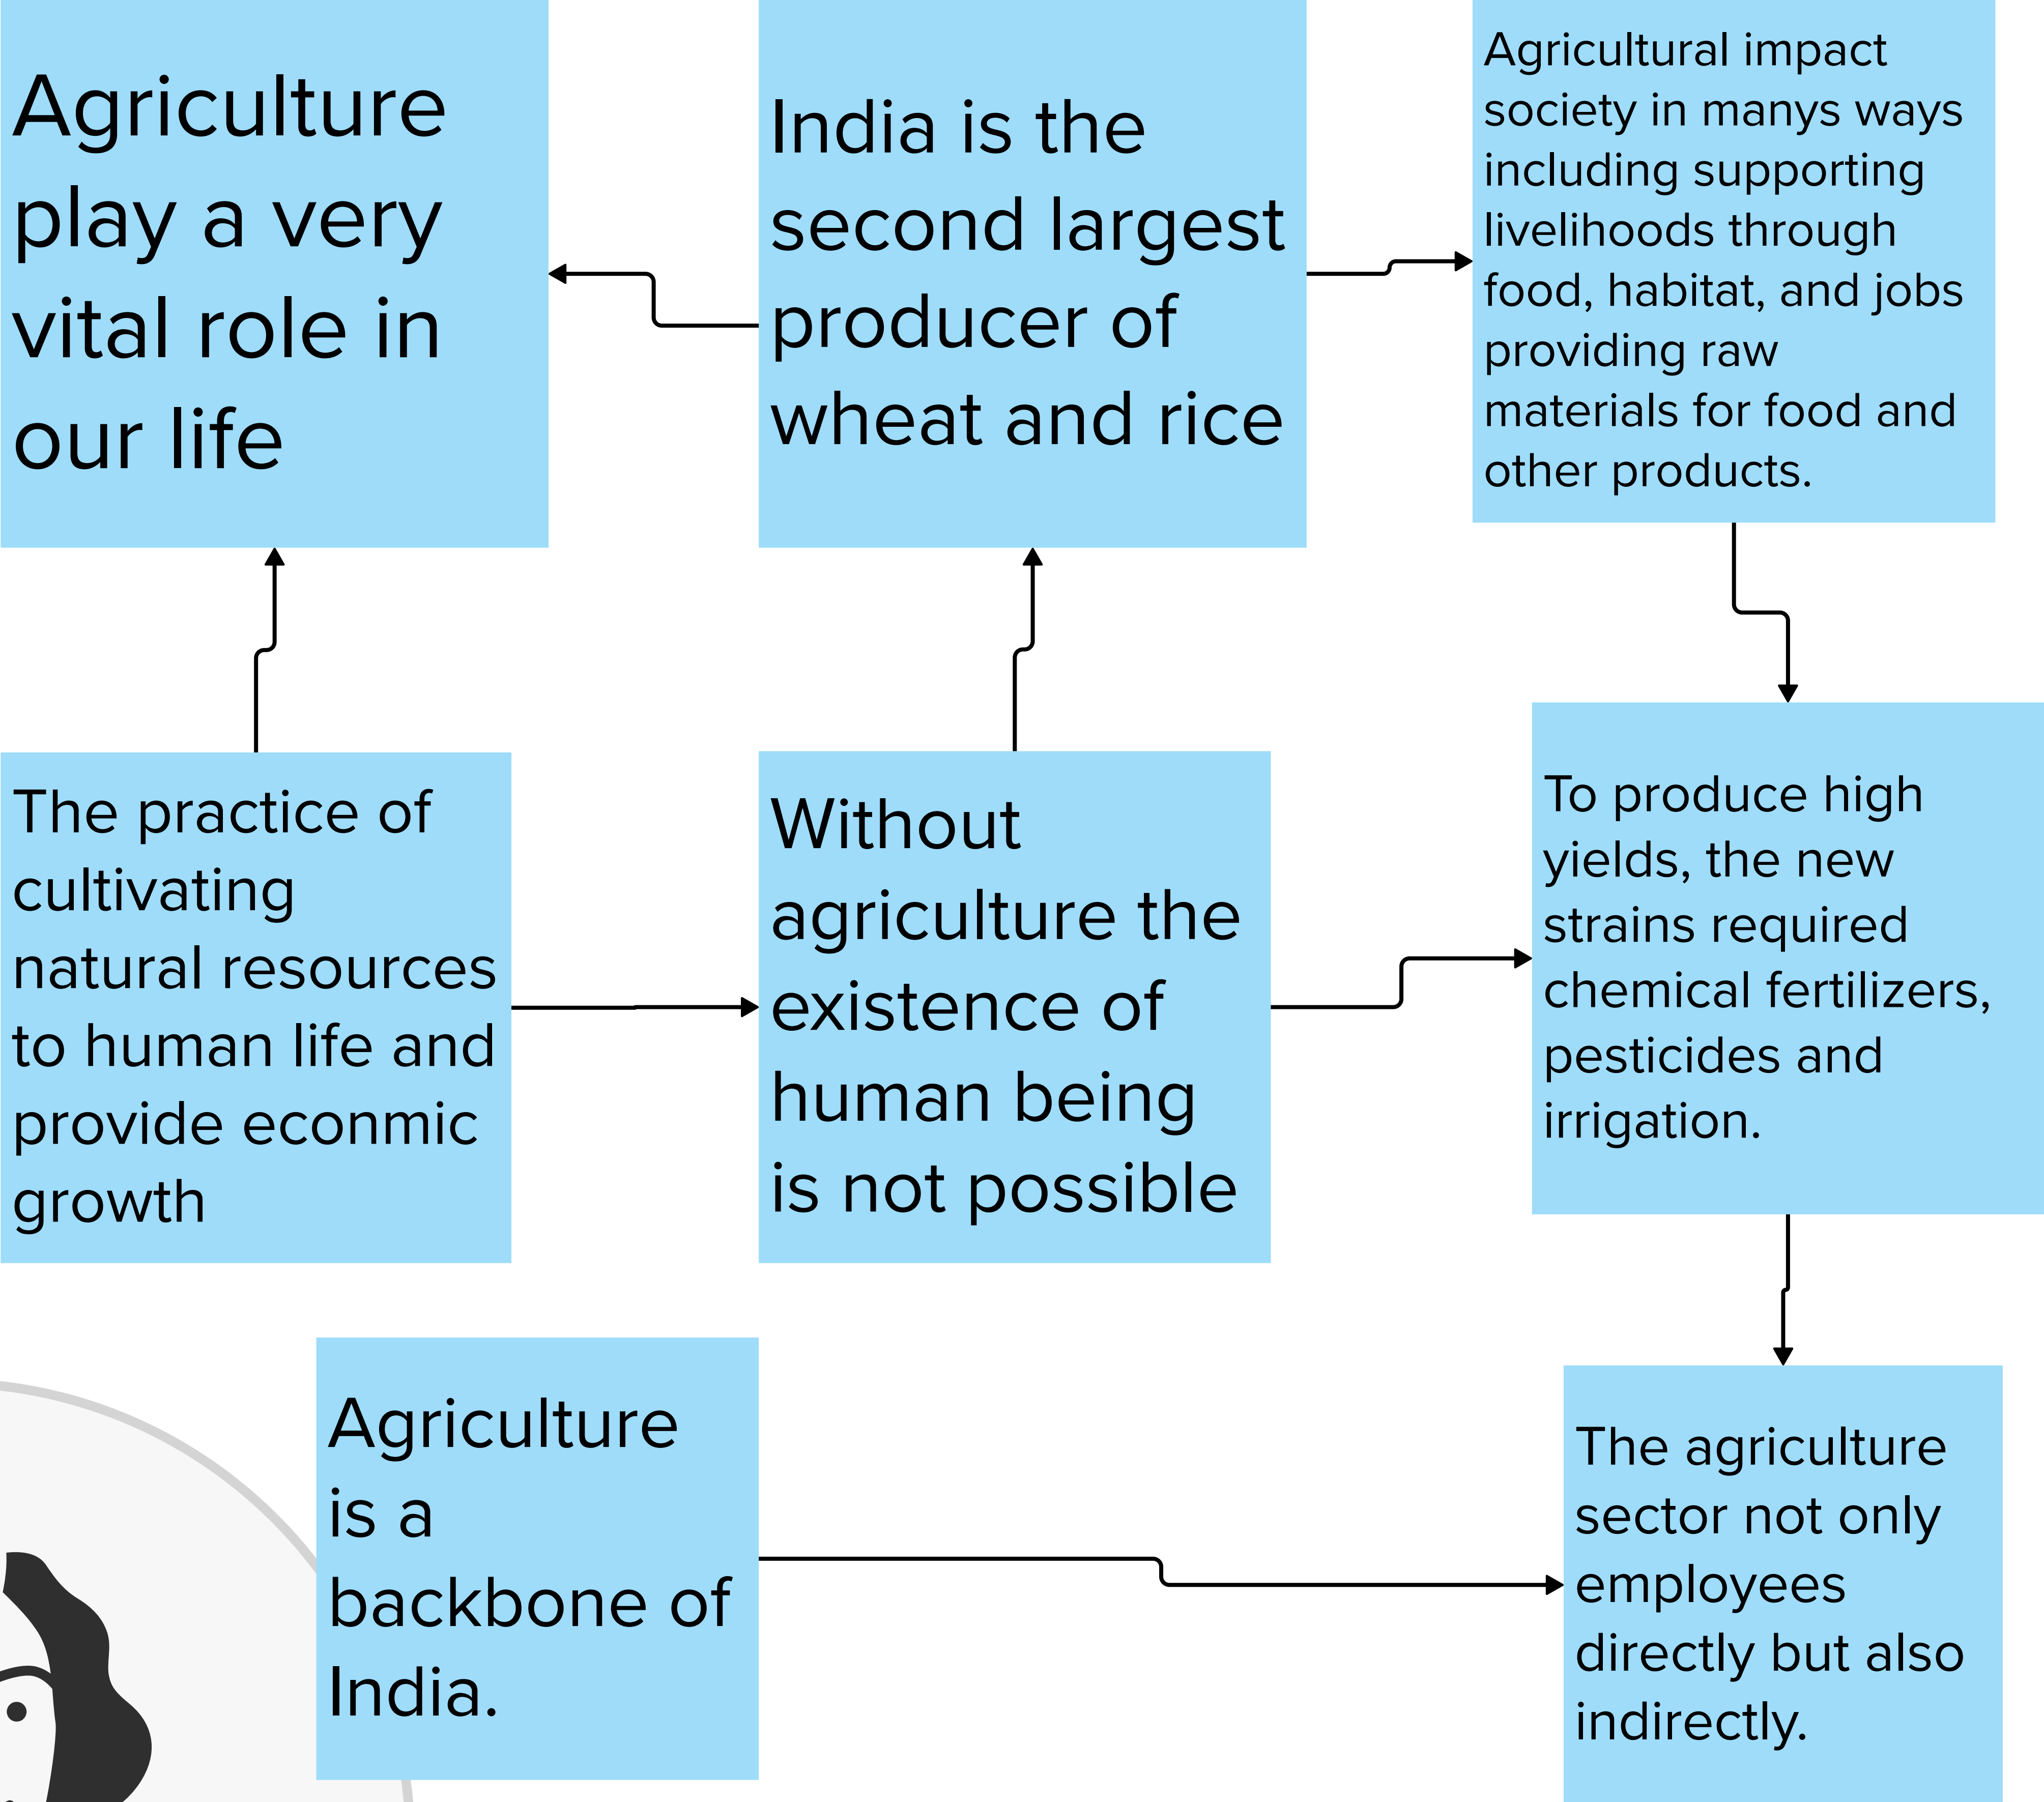 Agriculture
play a very
vital role in
our life
India is the
second largest
producer of
wheat and rice
Agricultural impact
society in manys ways
including supporting
livelihoods through
food, habitat, and jobs
providing raw
materials for food and
other products.
The practice of
cultivating
natural resources
to human life and
provide econmic
growth
Without
agriculture the
existence of
human being
is not possible
To produce high
yields, the new
strains required
chemical fertilizers,
pesticides and
irrigation.
Agriculture
is a
backbone of
India.
The agriculture
sector not only
employees
directly but also
indirectly.